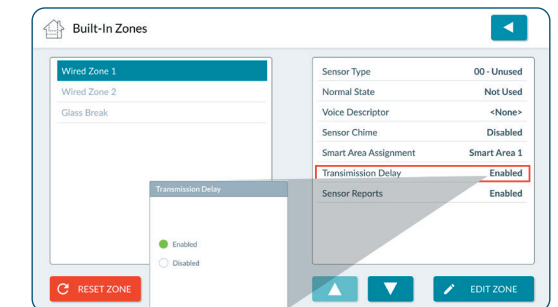 Built-In Zones
Wired Zone 1
Wired Zone 2
Glass Break
Sensor Type 00 - Unused
Normal State Not Used
Voice Descriptor <None>
Sensor Chime Disabled
Smart Area Assignment Smart Area 1
Transimission Delay Enabled
Sensor Reports Enabled
Transmission Delay
Enabled
Disabled
RESET ZONE
EDIT ZONE